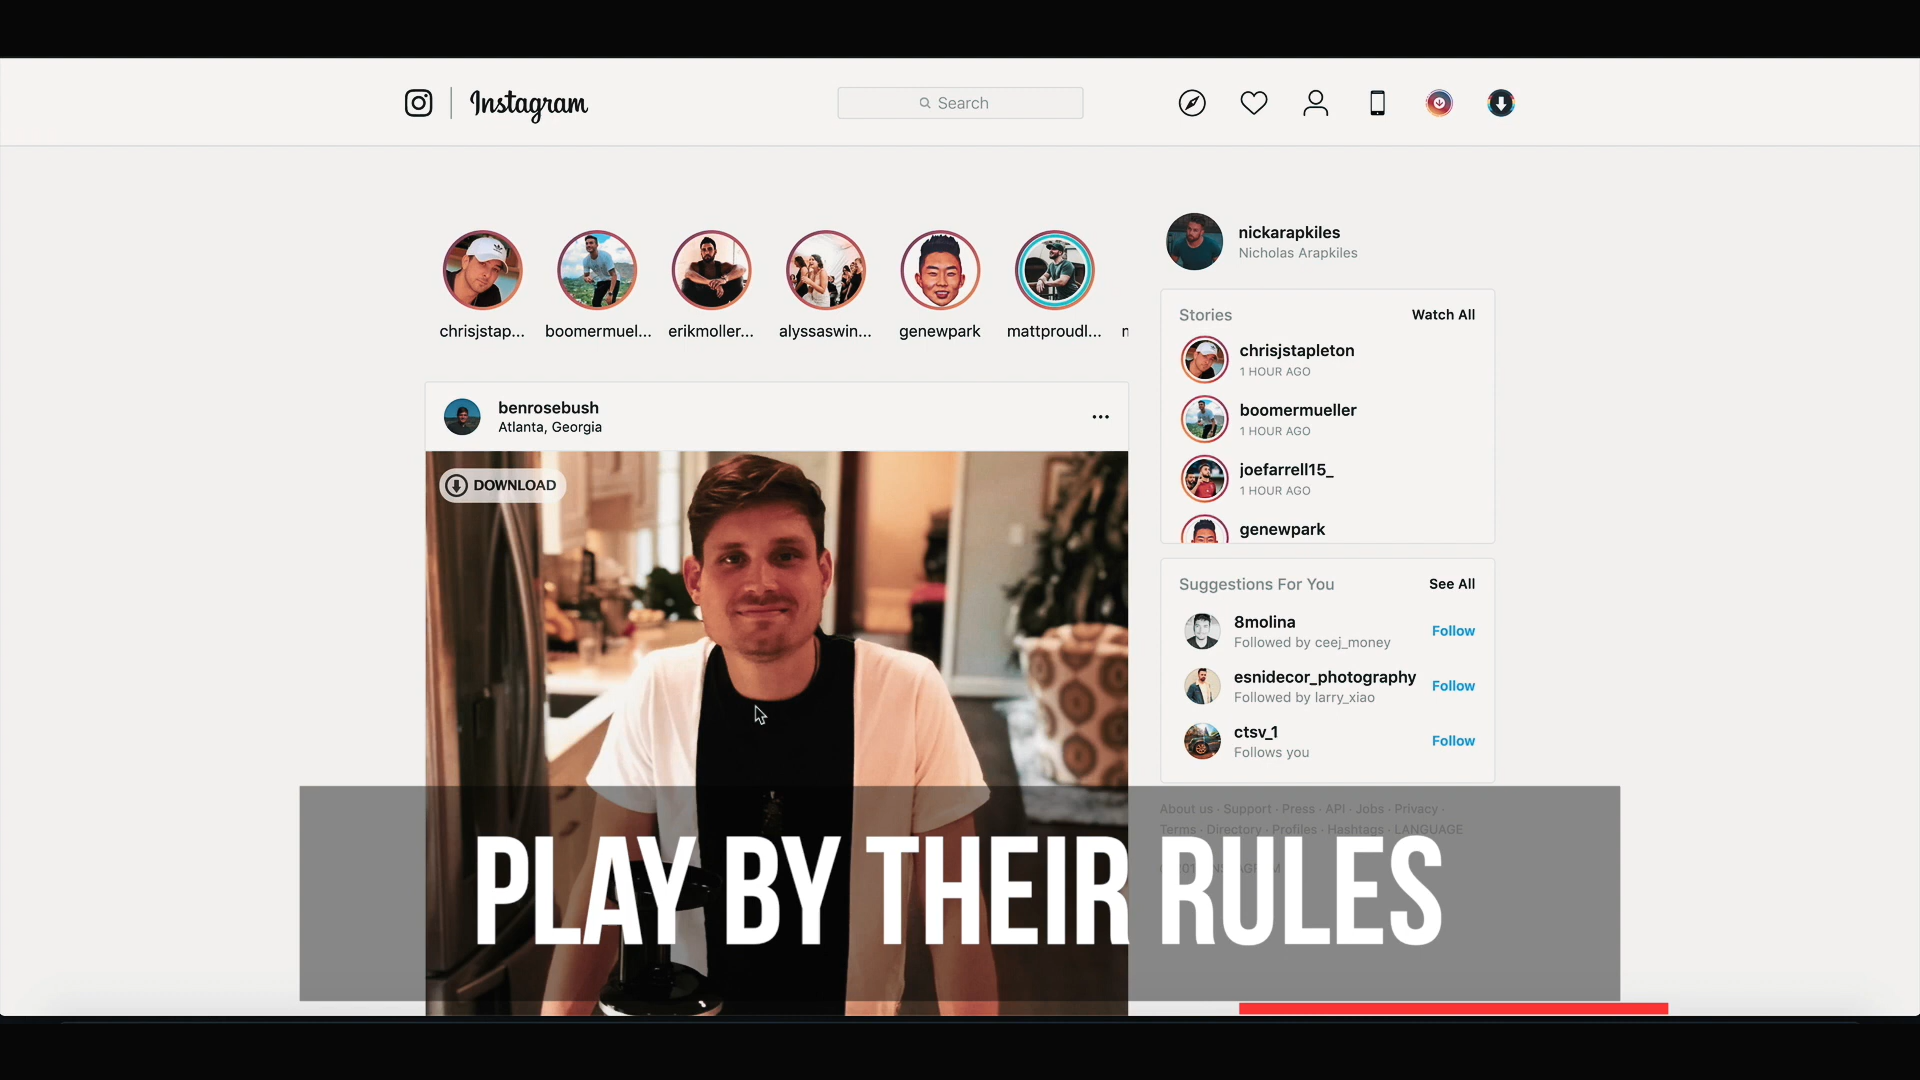 Instagram
Search
nickarapkiles
Nicholas Arapkiles
chrisjstap...
boomermuel...
erikmoller...
alyssaswin...
genewpark
mattproudl...
Stories
Watch All
chrisjstapleton
1 HOUR AGO
boomermueller
1 HOUR AGO
joefarrell15_
1 HOUR AGO
genewpark
benrosebush
Atlanta, Georgia
DOWNLOAD
Suggestions For You
See All
8molina
Followed by ceej_money
Follow
esnidecor_photography
Followed by larry_xiao
Follow
ctsv_1
Follows you
Follow
About us · Support · Press · API · Jobs · Privacy ·
Terms · Directory · Profiles · Hashtags · LANGUAGE
PLAY BY THEIR RULES